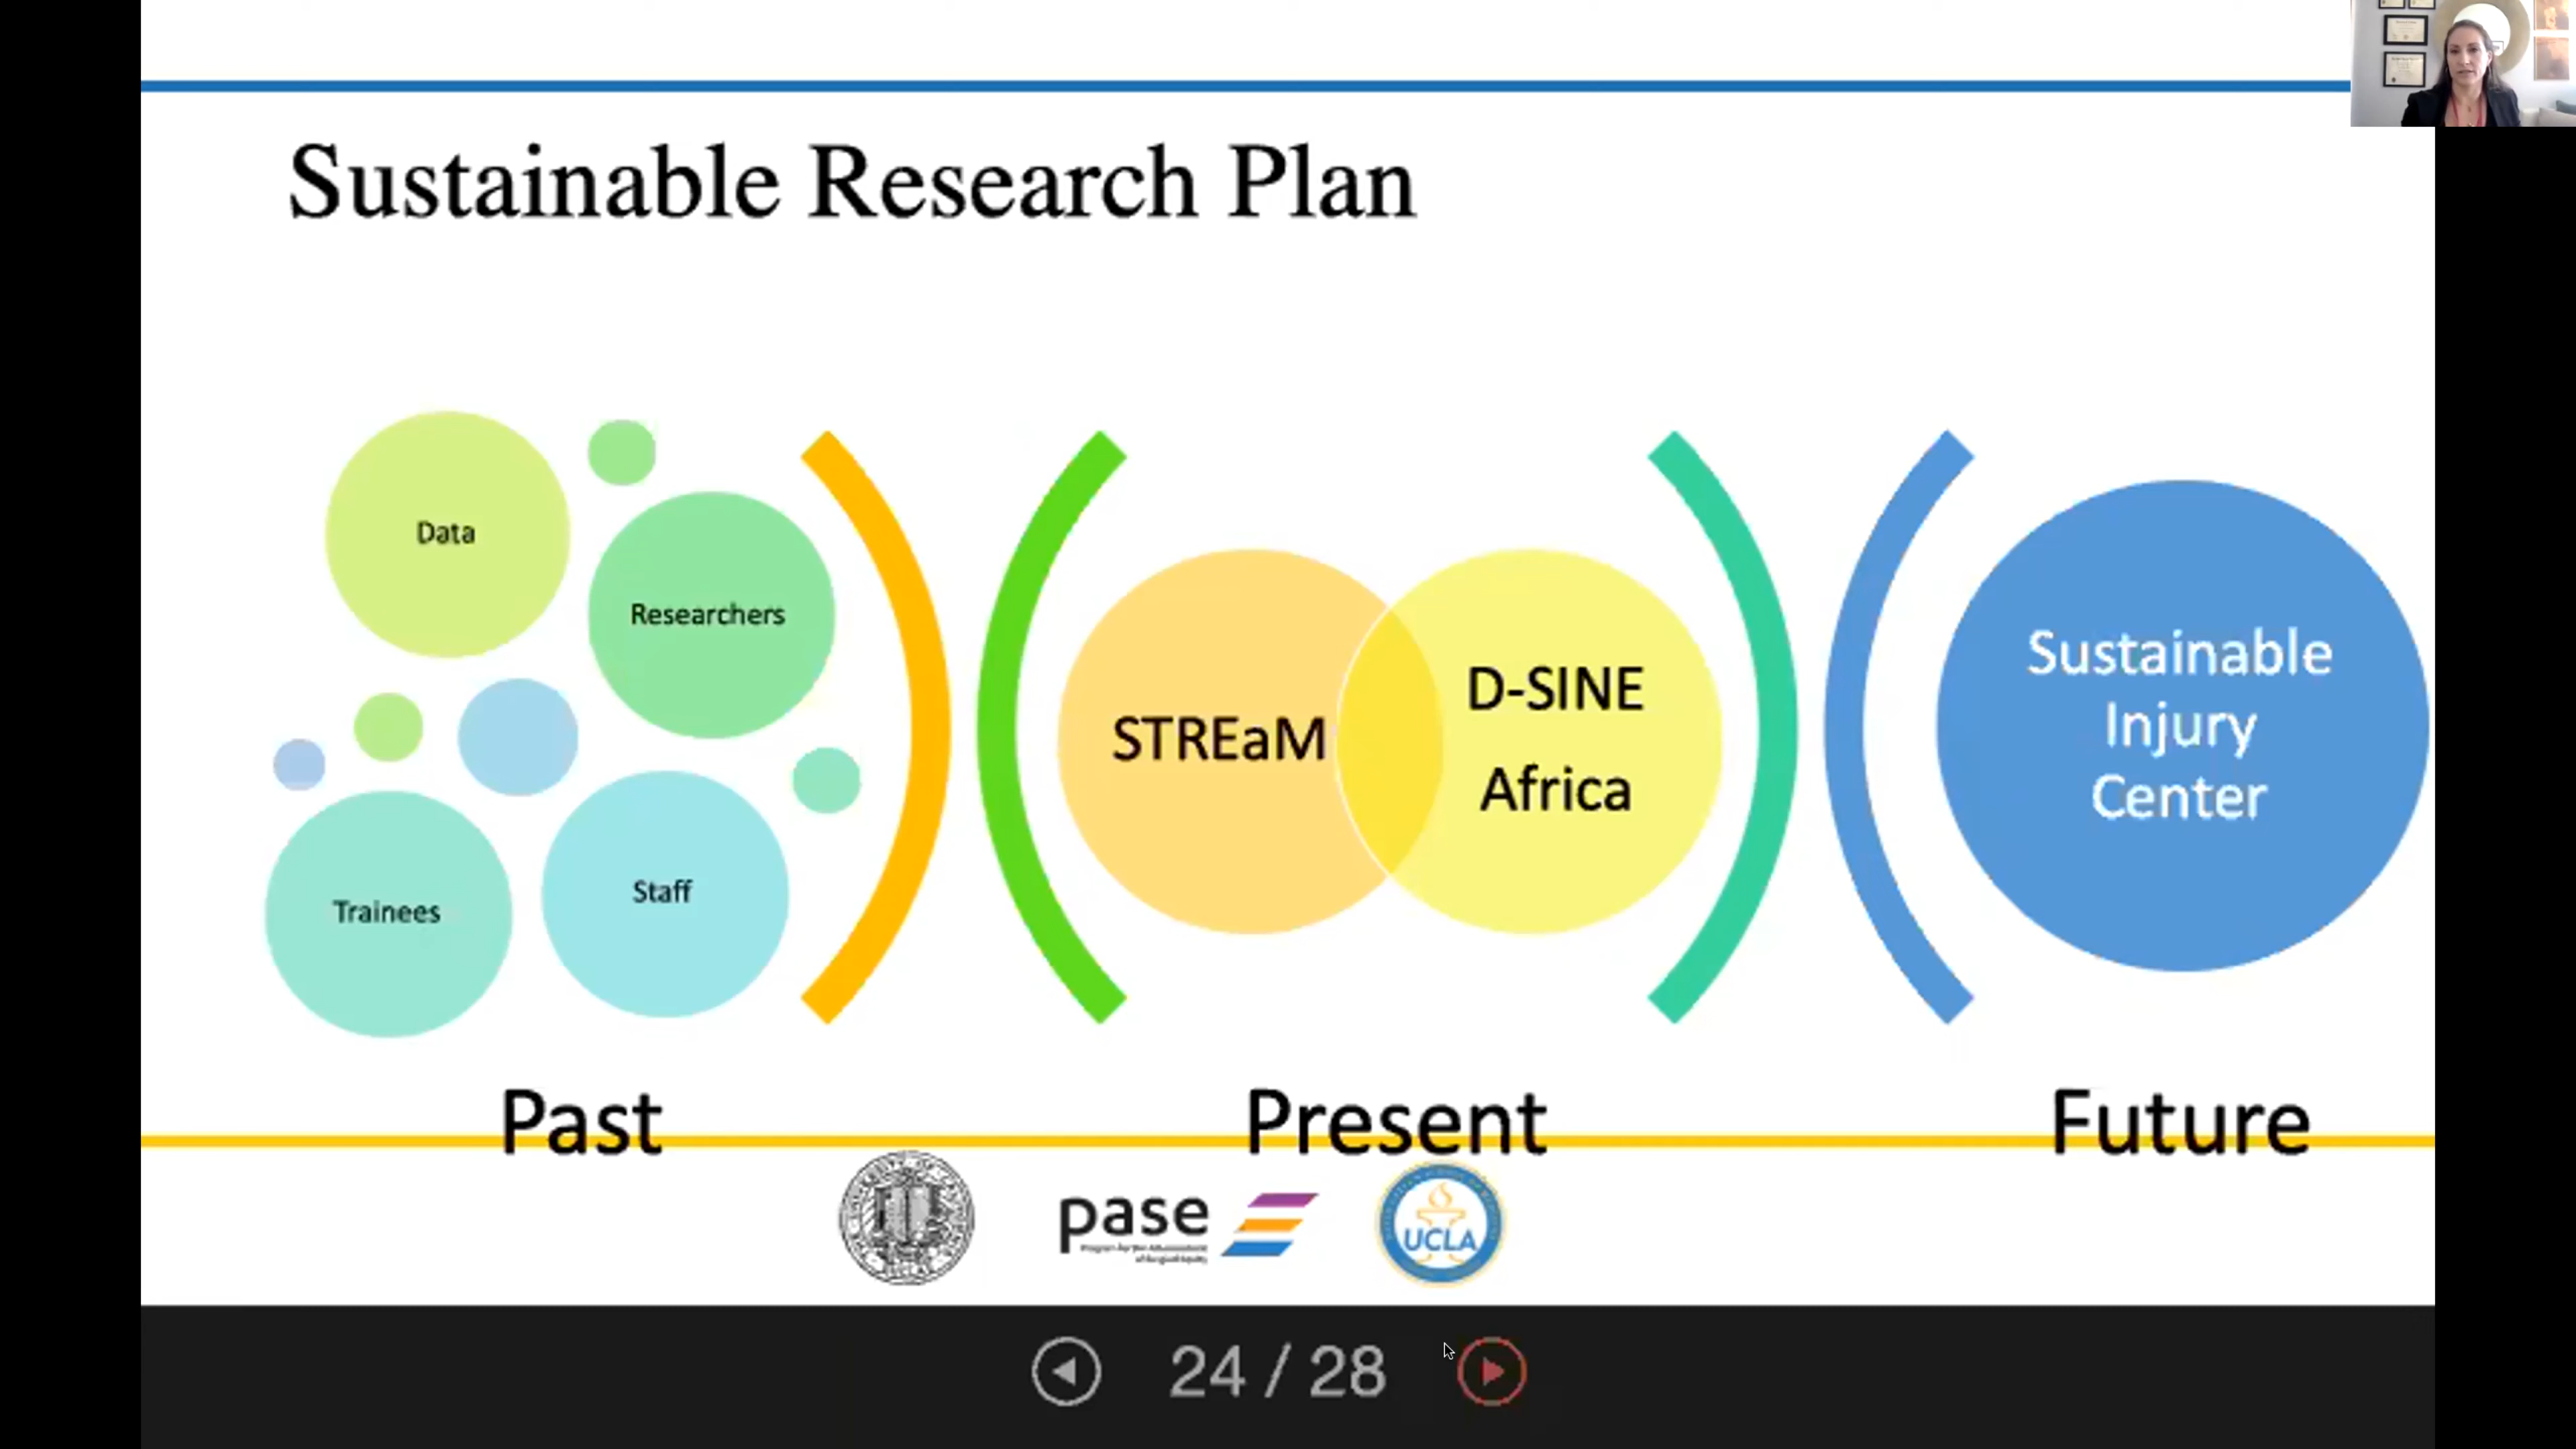 Sustainable Research Plan
Data
Researchers
Trainees
Staff
STREaM
D-SINE
Africa
Sustainable
Injury
Center
Past
Present
Future
pase
UCLA
24 / 28